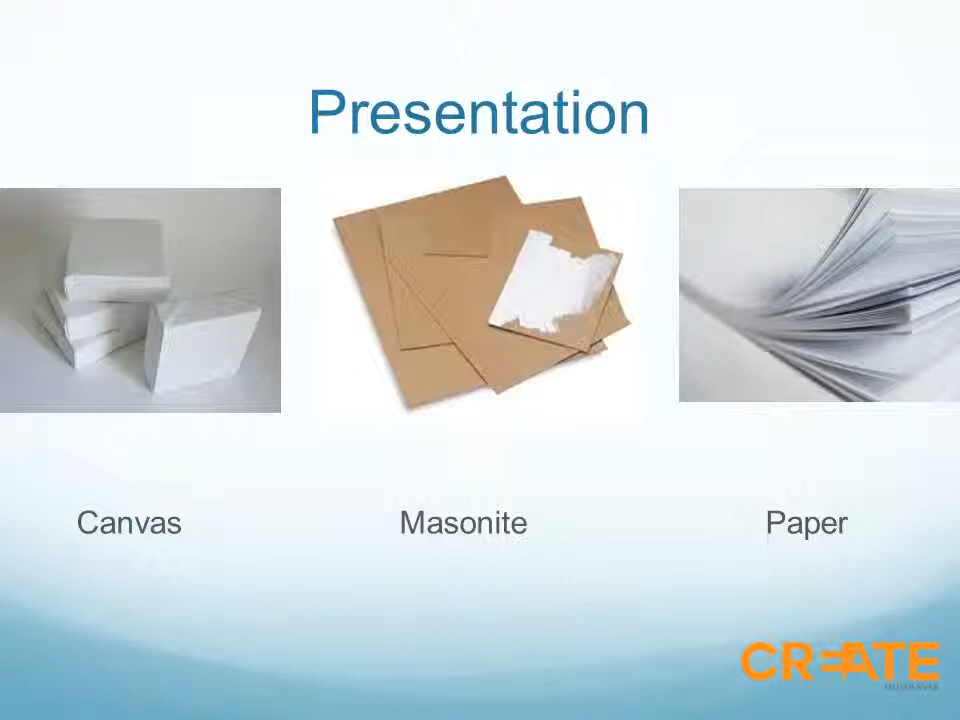 Presentation
Canvas
Masonite
Paper
CREATE